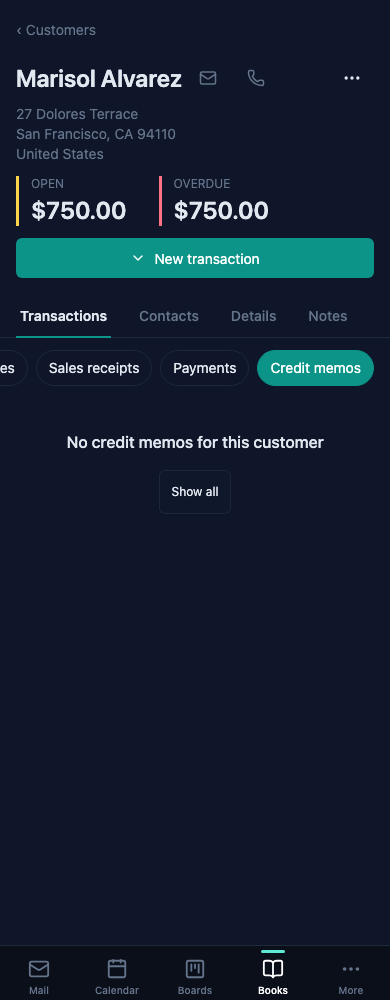 ‹ Customers
Marisol Alvarez
27 Dolores Terrace
San Francisco, CA 94110
United States
OPEN
$750.00
OVERDUE
$750.00
New transaction
Transactions
Contacts
Details
Notes
es
Sales receipts
Payments
Credit memos
No credit memos for this customer
Show all
Mail
Calendar
Boards
Books
More